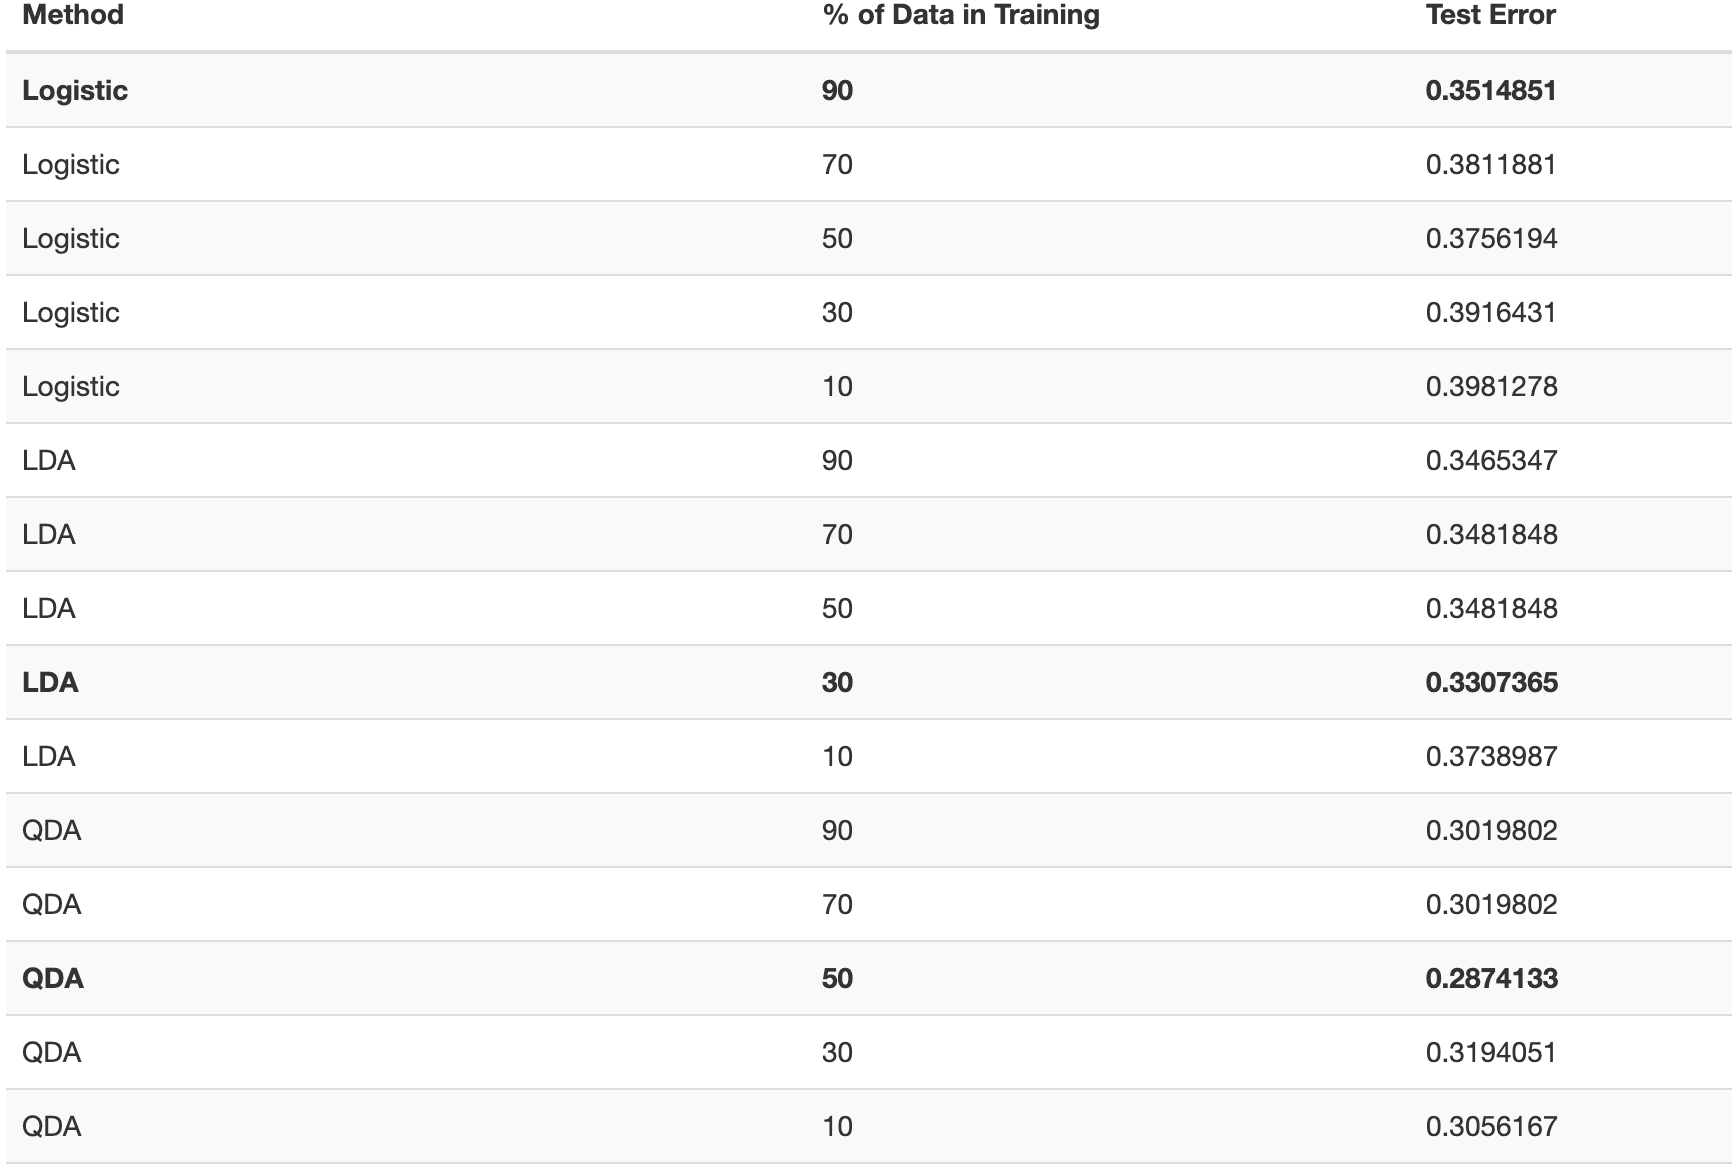 Method % of Data in Training Test Error
Logistic 90 0.3514851
Logistic 70 0.3811881
Logistic 50 0.3756194
Logistic 30 0.3916431
Logistic 10 0.3981278
LDA 90 0.3465347
LDA 70 0.3481848
LDA 50 0.3481848
LDA 30 0.3307365
LDA 10 0.3738987
QDA 90 0.3019802
QDA 70 0.3019802
QDA 50 0.2874133
QDA 30 0.3194051
QDA 10 0.3056167